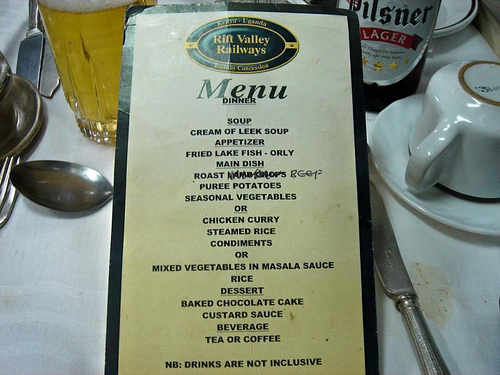 Pilsner
LAGER
Kenya - Uganda
Rift Valley
Railways
Railway Concession
Menu
DINNER
SOUP
CREAM OF LEEK SOUP
APPETIZER
FRIED LAKE FISH - ORLY
MAIN DISH
ROAST BEEF
PUREE POTATOES
SEASONAL VEGETABLES
OR
CHICKEN CURRY
STEAMED RICE
CONDIMENTS
OR
MIXED VEGETABLES IN MASALA SAUCE
RICE
DESSERT
BAKED CHOCOLATE CAKE
CUSTARD SAUCE
BEVERAGE
TEA OR COFFEE
NB: DRINKS ARE NOT INCLUSIVE